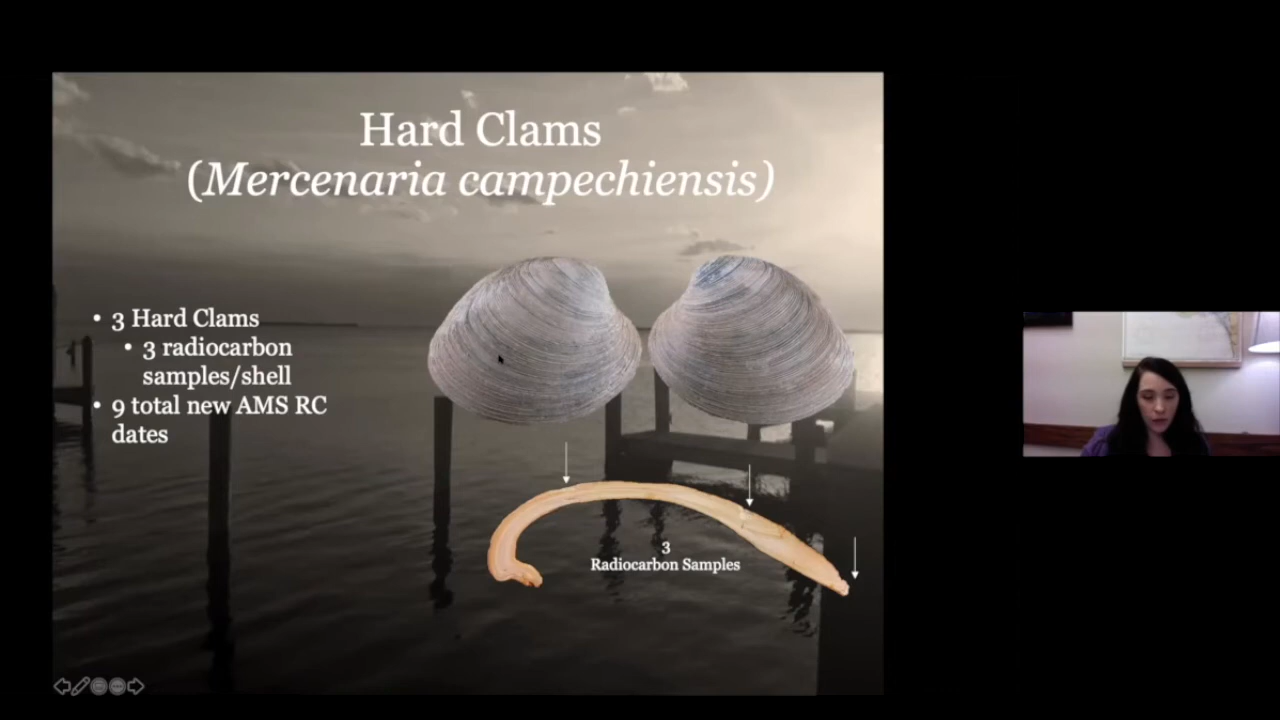 Hard Clams
(Mercenaria campechiensis)
• 3 Hard Clams
• 3 radiocarbon
samples/shell
• 9 total new AMS RC
dates
3
Radiocarbon Samples